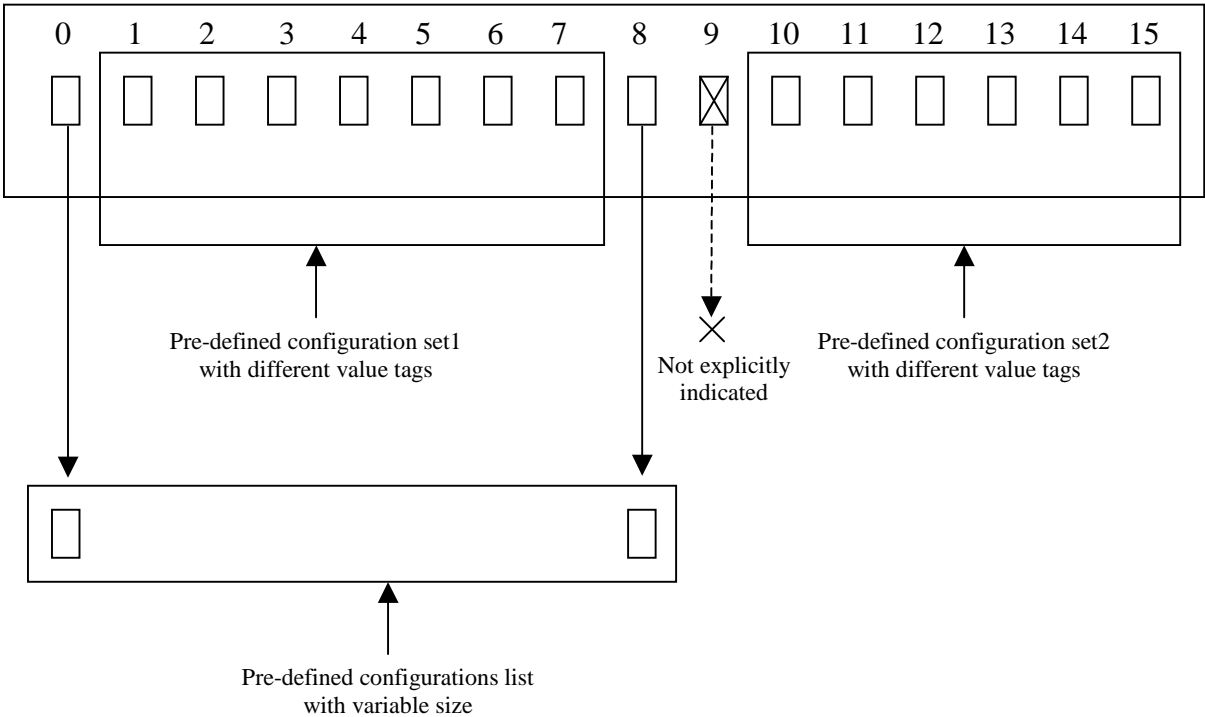 0 1 2 3 4 5 6 7 8 9 10 11 12 13 14 15
Pre-defined configuration set1
with different value tags
Not explicitly
indicated
Pre-defined configuration set2
with different value tags
Pre-defined configurations list
with variable size